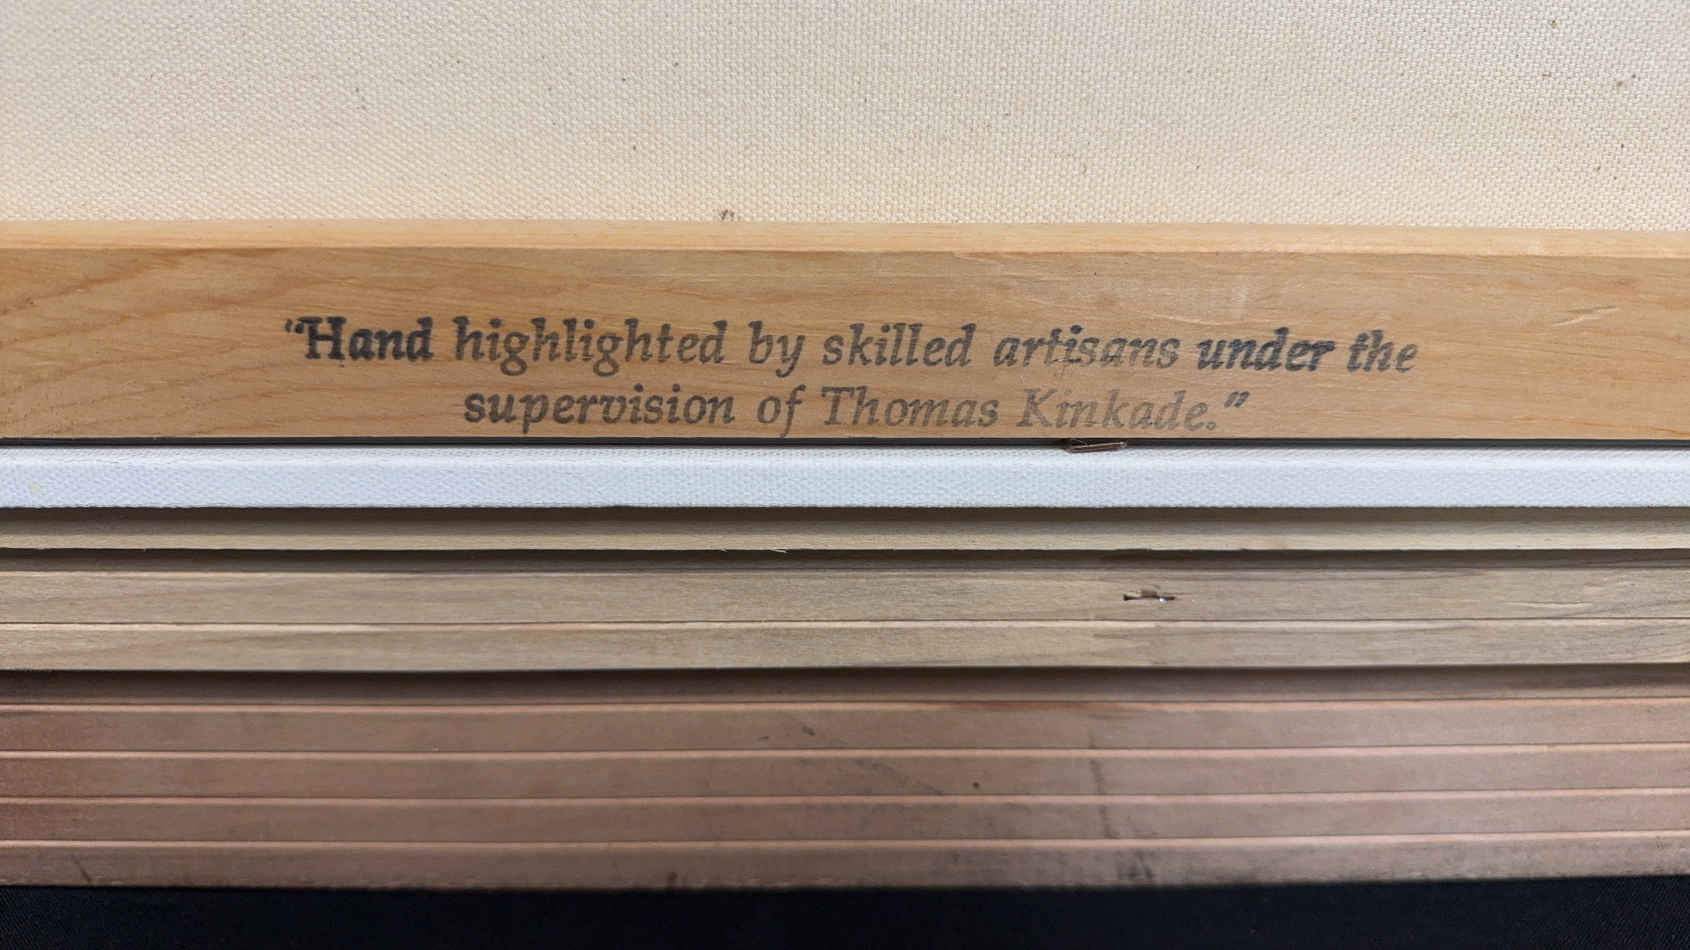 “Hand highlighted by skilled artisans under the
supervision of Thomas Kinkade.”